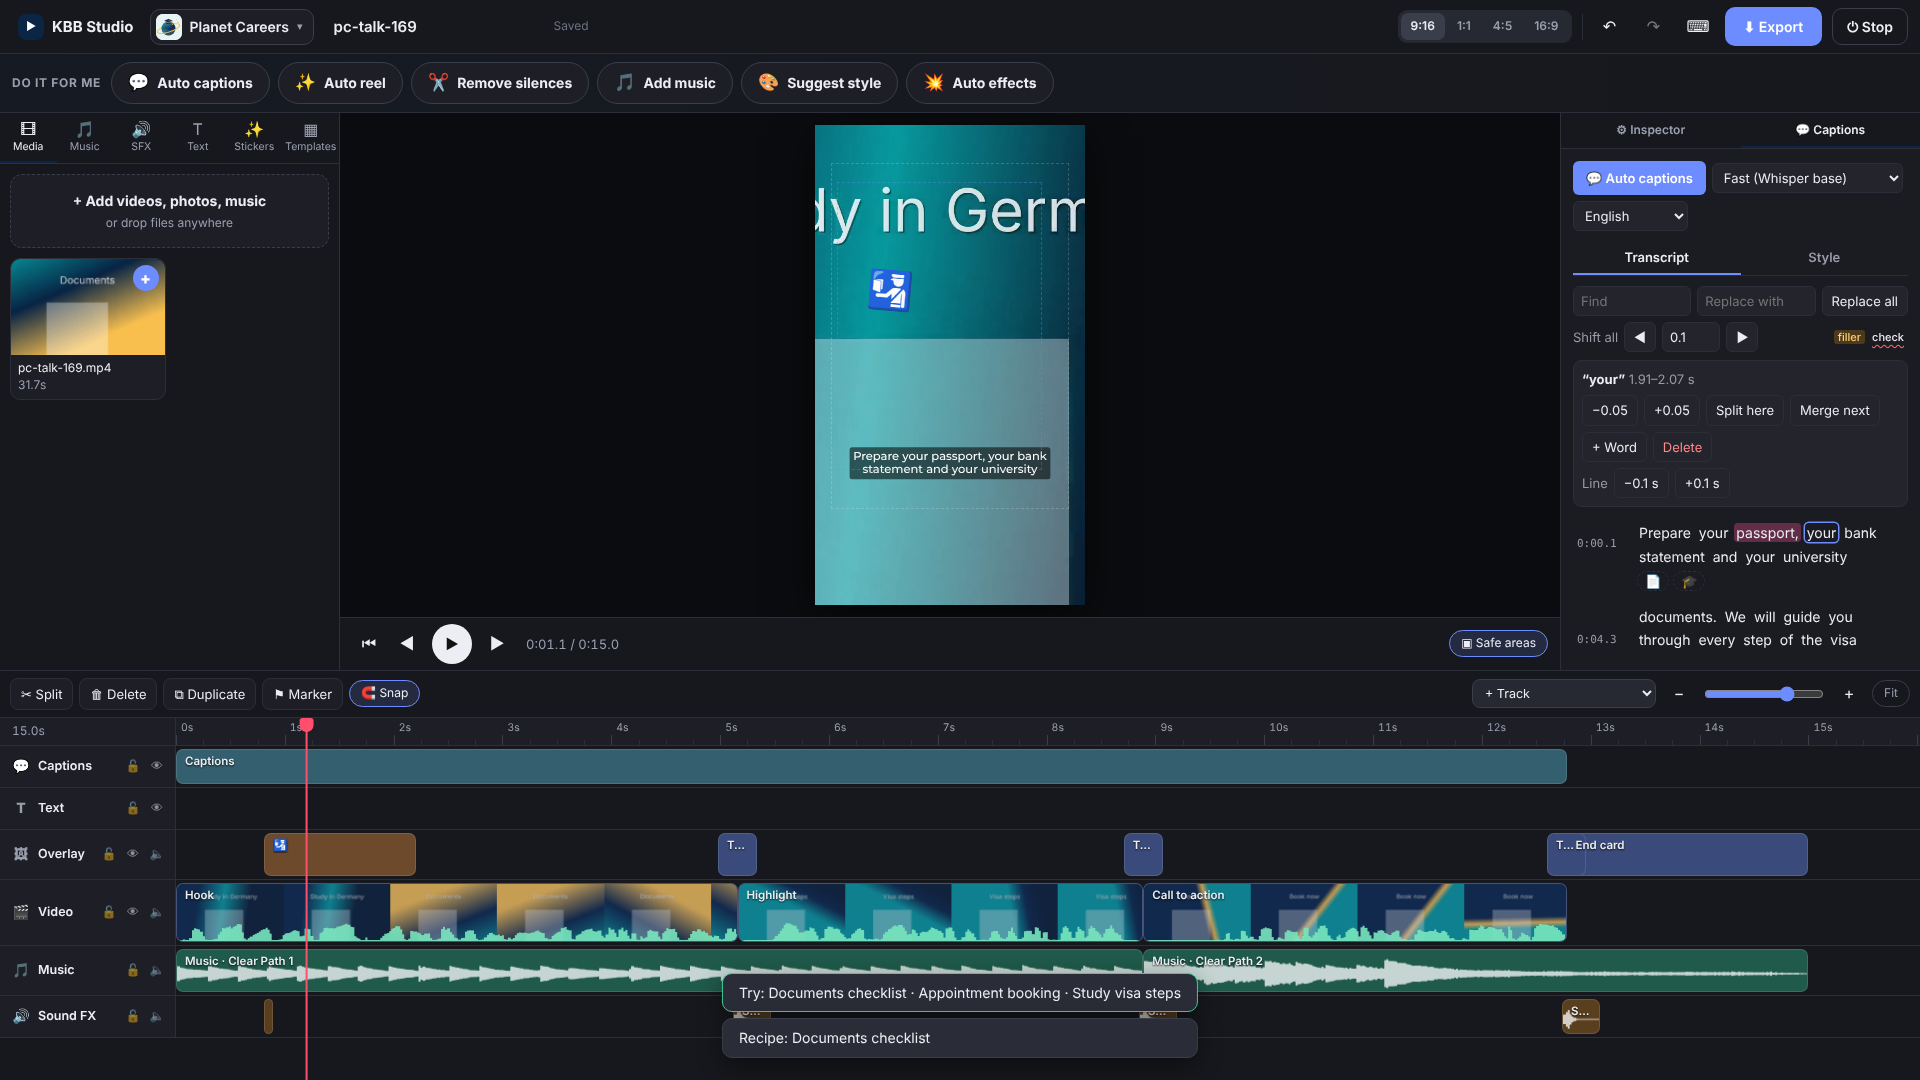 KBB Studio
Planet Careers
pc-talk-169
Saved
9:16
1:1
4:5
16:9
Export
Stop
DO IT FOR ME
Auto captions
Auto reel
Remove silences
Add music
Suggest style
Auto effects
Media
Music
SFX
Text
Stickers
Templates
+ Add videos, photos, music
or drop files anywhere
Documents
pc-talk-169.mp4
31.7s
dy in Germ
Prepare your passport, your bank
statement and your university
0:01.1 / 0:15.0
Safe areas
Inspector
Captions
Auto captions
Fast (Whisper base)
English
Transcript
Style
Find
Replace with
Replace all
Shift all
0.1
filler
check
“your” 1.91–2.07 s
−0.05
+0.05
Split here
Merge next
+ Word
Delete
Line
−0.1 s
+0.1 s
0:00.1
Prepare your passport, your bank
statement and your university
documents. We will guide you
0:04.3
through every step of the visa
Split
Delete
Duplicate
Marker
Snap
+ Track
Fit
15.0s
0s
1s
2s
3s
4s
5s
6s
7s
8s
9s
10s
11s
12s
13s
14s
15s
Captions
Captions
T Text
Overlay
T...
T...
T...
End card
Video
Hook
Highlight
Call to action
Music
Music · Clear Path 1
Music · Clear Path 2
Sound FX
S...
Try: Documents checklist · Appointment booking · Study visa steps
Recipe: Documents checklist